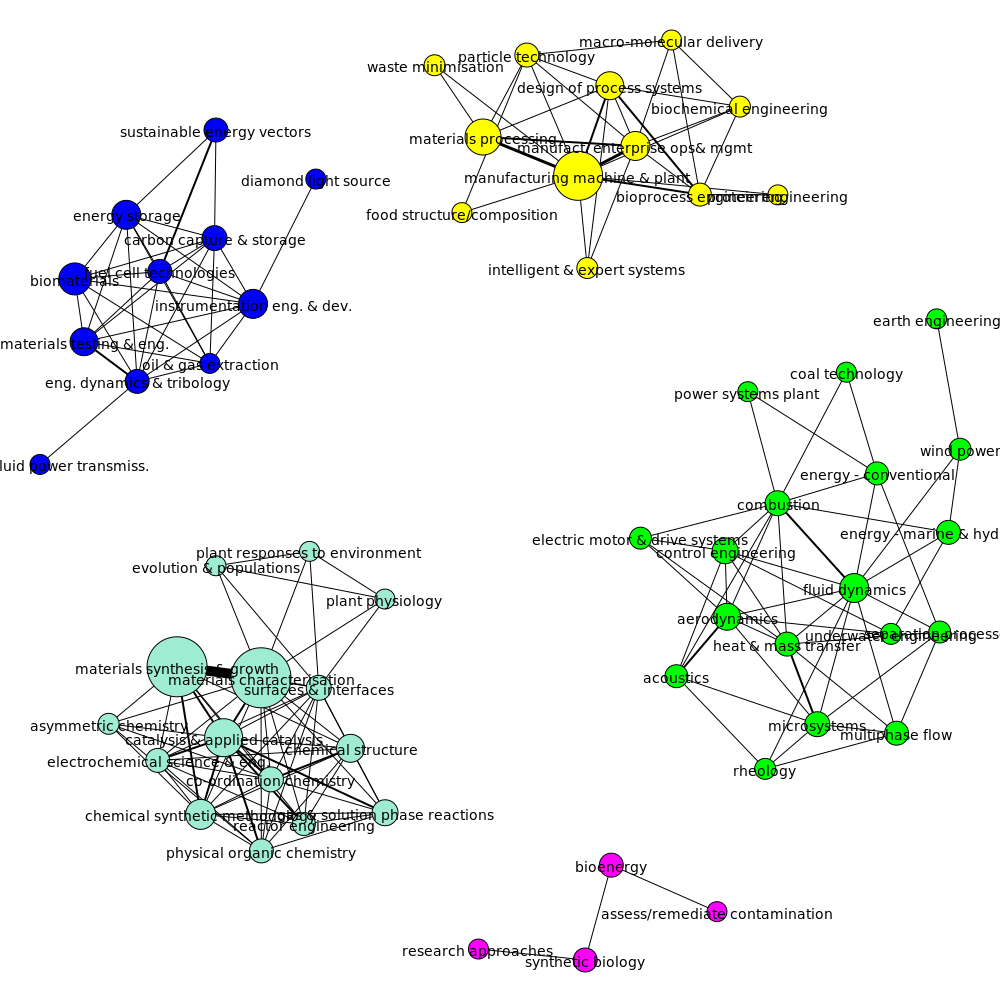 macro-molecular delivery
particle technology
waste minimisation
design of process systems
biochemical engineering
materials processing
manufact enterprise ops& mgmt
manufacturing machine & plant
bioprocess engineering
protein engineering
food structure/composition
intelligent & expert systems
sustainable energy vectors
diamond light source
energy storage
carbon capture & storage
fuel cell technologies
biomaterials
instrumentation eng. & dev.
materials testing & eng.
oil & gas extraction
eng. dynamics & tribology
luid power transmiss.
earth engineering
coal technology
power systems plant
wind power
energy - conventional
combustion
energy - marine & hyd
electric motor & drive systems
control engineering
fluid dynamics
aerodynamics
underwater engineering
separation process
heat & mass transfer
acoustics
microsystems
multiphase flow
rheology
plant responses to environment
evolution & populations
plant physiology
materials synthesis & growth
materials characterisation
surfaces & interfaces
asymmetric chemistry
catalysis & applied catalysis
chemical structure
electrochemical science & eng.
co-ordination chemistry
chemical synthetic methodology
& solution phase reactions
reactor engineering
physical organic chemistry
bioenergy
assess/remediate contamination
research approaches
synthetic biology